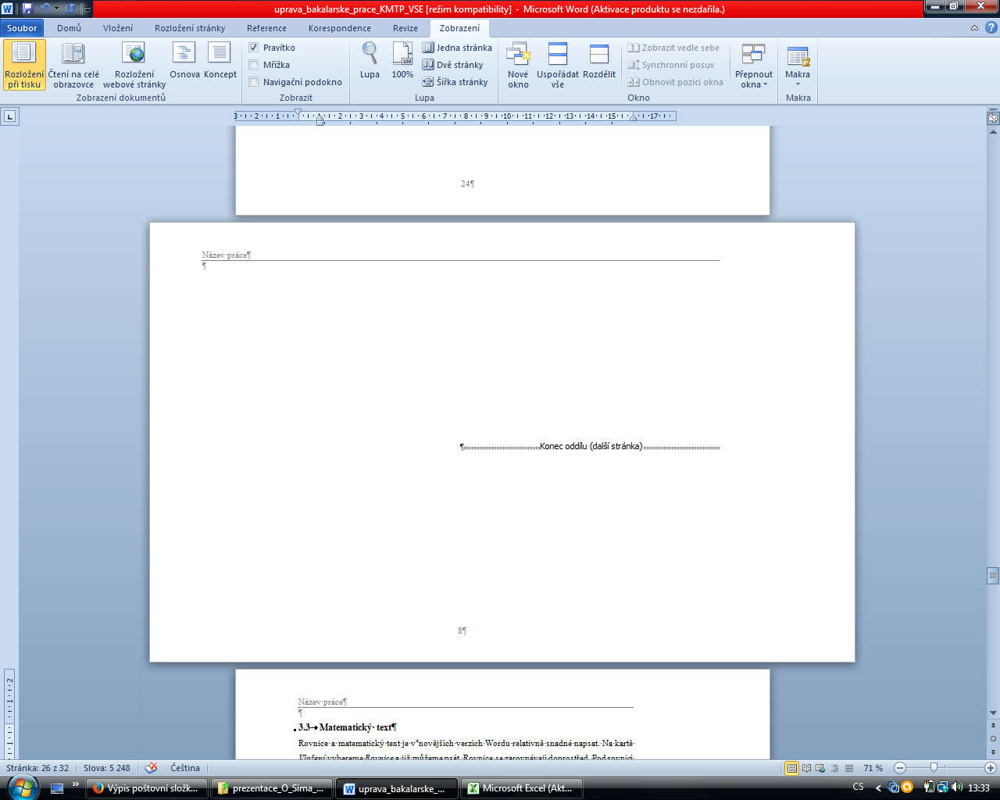 uprava_bakalarske_prace_KMTP_VSE [režim kompatibility] - Microsoft Word (Aktivace produktu se nezdařila.)
Soubor Domů Vložení Rozložení stránky Reference Korespondence Revize Zobrazení
Rozložení při tisku
Čtení na celé obrazovce
Rozložení webové stránky
Osnova
Koncept
Zobrazení dokumentů
Pravítko
Mřížka
Navigační podokno
Zobrazit
Lupa
100%
Jedna stránka
Dvě stránky
Šířka stránky
Lupa
Nové okno
Uspořádat vše
Rozdělit
Zobrazit vedle sebe
Synchronní posuv
Obnovit pozici okna
Okno
Přepnout okna
Makra
Makra
3 2 1 1 2 3 4 5 6 7 8 9 10 11 12 13 14 15 17
24¶
Název·práce¶
¶
¶ Konec oddílu (další stránka)
8¶
Název·práce¶
¶
3.3→ Matematický· text¶
Rovnice·a·matematický·text·je·v°novějších·verzích·Wordu·relativně·snadné·napsat.·Na·kartě·
Vložení·vybereme·Rovnice·a·již·můžeme·psát.·Rovnice·se·zarovnávají·doprostřed.·Pod·rovnici·
Stránka: 26 z 32 Slova: 5 248 Čeština 71 %
Výpis poštovní složk... prezentace_O_Sima_... uprava_bakalarske_... Microsoft Excel (Akt... CS 13:33